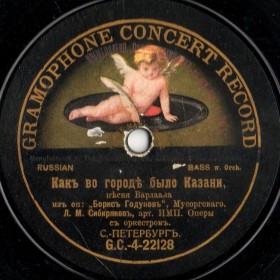 GRAMOPHONE CONCERT RECORD
RUSSIAN
BASS w. Orch.
Какъ во городѣ было Казани,
пѣсня Варлаама
изъ оп: „Борисъ Годуновъ", Мусоргскаго.
Л. М. Сибиряковъ, арт. ИМП. Оперы
съ оркестромъ.
С.-ПЕТЕРБУРГЪ.
G.C.-4-22128